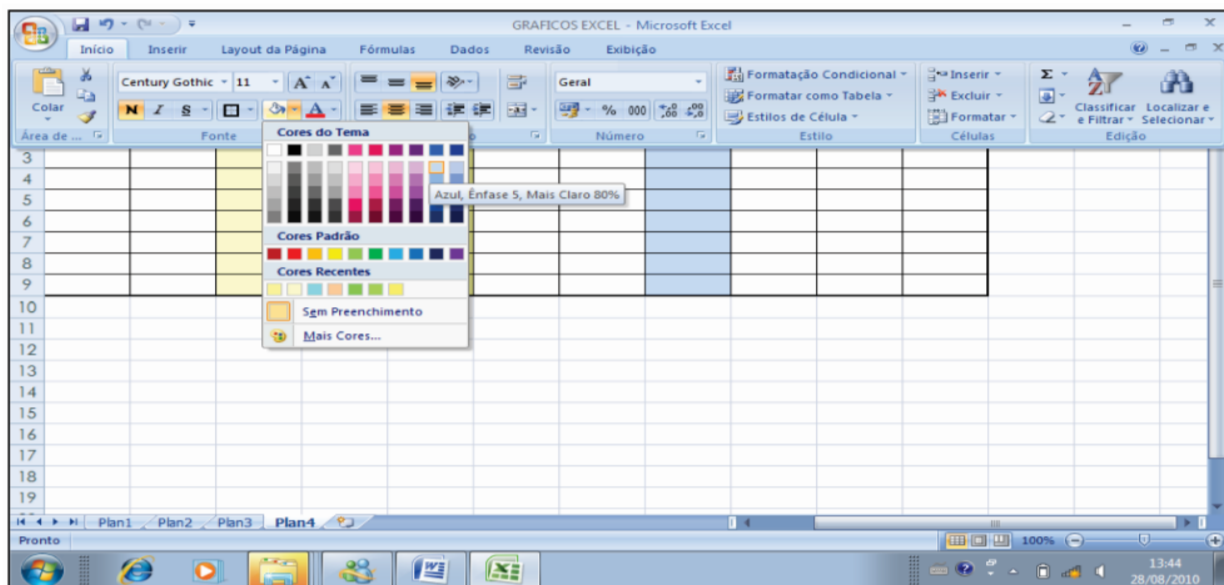 GRAFICOS EXCEL - Microsoft Excel
Início Inserir Layout da Página Fórmulas Dados Revisão Exibição
Century Gothic 11 A A Geral Formatação Condicional Inserir Σ
Colar N I S A % 000 Formatar como Tabela Excluir Classificar Localizar e
Estilos de Célula Formatar e Filtrar Selecionar
Área de ... Fonte Número Estilo Células Edição
Cores do Tema
3
4
Azul, Ênfase 5, Mais Claro 80%
5
6
7
Cores Padrão
8
Cores Recentes
9
10
Sem Preenchimento
11
Mais Cores...
12
13
14
15
16
17
18
19
Plan1 Plan2 Plan3 Plan4
Pronto 100%
13:44
28/08/2010